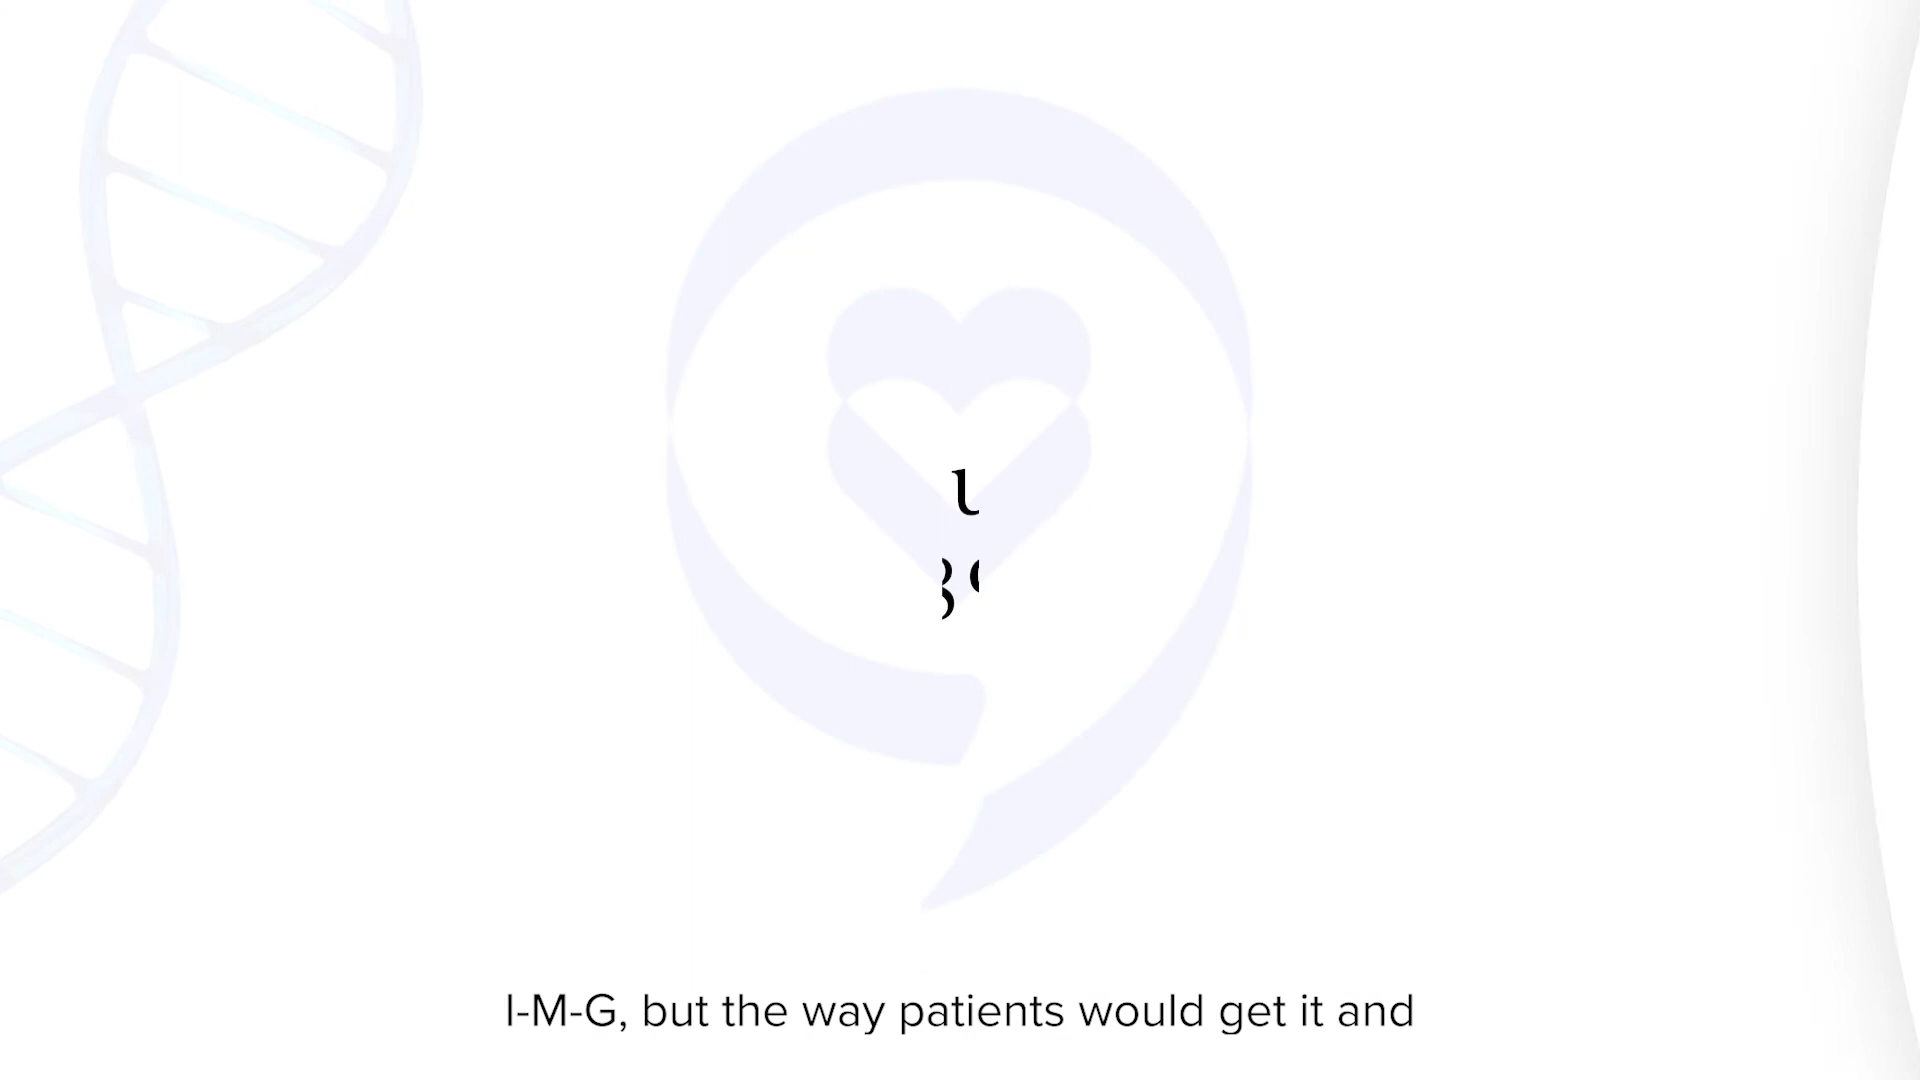 I-M-G, but the way patients would get it and